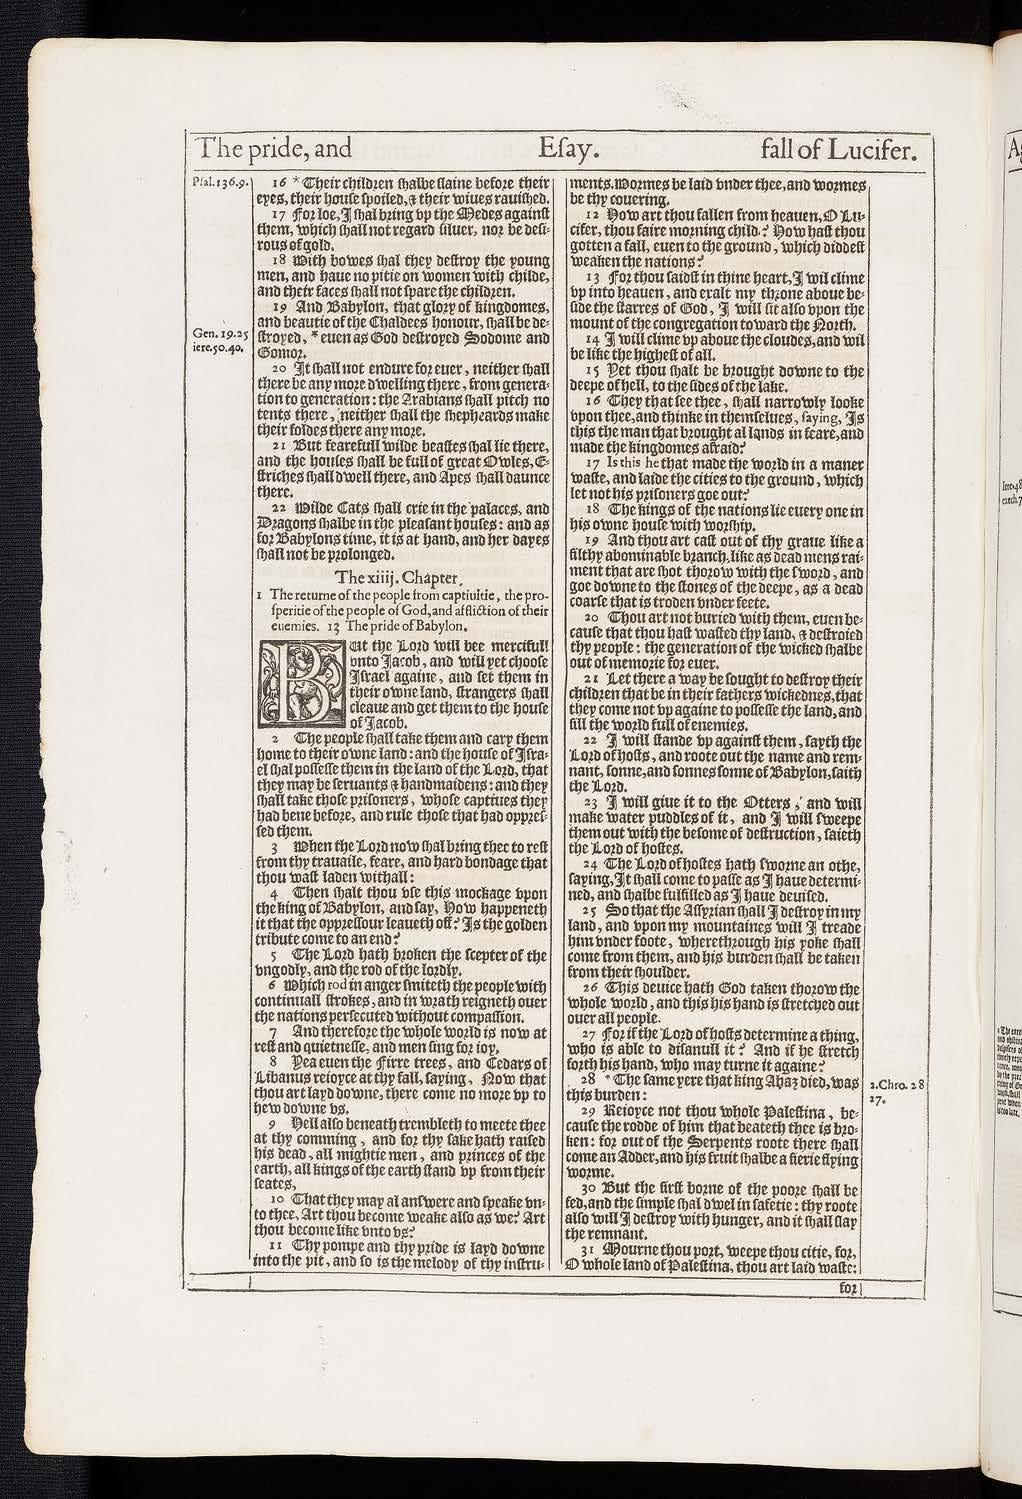 The pride, and Eſay. fall of Lucifer.
Pſal.136.9.
16 * Their children ſhalbe ſlaine before their
eyes, their houſe ſpoiled, & their wiues rauiſhed.
17 For loe, I ſhal bring vp the Medes againſt
them, which ſhall not regard ſiluer, nor be deſi-
rous of gold.
18 With bowes ſhal they deſtroy the young
men, and haue no pitie on women with childe,
and their faces ſhall not ſpare the children.
19 And Babylon, that glory of kingdomes,
and beautie of the Chaldees honour, ſhall be de-
Gen. 19.25
iere.50.40.
ſtroyed, * euen as God deſtroyed Sodome and
Gomor.
20 It ſhall not endure for euer, neither ſhall
there be any more dwelling there, from genera-
tion to generation : the Arabians ſhall pitch no
tents there, neither ſhall the ſhepheards make
their foldes there any more.
21 But fearefull wilde beaſtes ſhal lie there,
and the houſes ſhall be full of great Owles, E-
ſtriches ſhall dwell there, and Apes ſhall daunce
there.
22 Wilde Cats ſhall crie in the palaces, and
Dragons ſhalbe in the pleaſant houſes : and as
for Babylons time, it is at hand, and her dayes
ſhall not be prolonged.
The xiiij. Chapter.
1 The returne of the people from captiuitie, the pro-
ſperitie of the people of God, and affliction of their
euemies. 13 The pride of Babylon.
But the Lord will bee mercifull
vnto Jacob, and will yet chooſe
Iſrael againe, and ſet them in
their owne land, ſtrangers ſhall
cleaue and get them to the houſe
of Jacob.
2 The people ſhall take them and cary them
home to their owne land : and the houſe of Iſra-
el ſhal poſſeſſe them in the land of the Lord, that
they may be ſeruants & handmaidens : and they
ſhall take thoſe priſoners, whoſe captiues they
had bene before, and rule thoſe that had oppreſ-
ſed them.
3 When the Lord now ſhal bring thee to reſt
from thy trauaile, feare, and hard bondage that
thou waſt laden withall :
4 Then ſhalt thou vſe this mockage vpon
the king of Babylon, and ſay, How happeneth
it that the oppreſſour leaueth off ? Is the golden
tribute come to an end ?
5 The Lord hath broken the ſcepter of the
vngodly, and the rod of the lordly.
6 Which rod in anger ſmiteth the people with
continuall ſtrokes, and in wrath reigneth ouer
the nations perſecuted without compaſſion.
7 And therefore the whole world is now at
reſt and quietneſſe, and men ſing for ioy.
8 Yea euen the Firre trees, and Cedars of
Libanus reioyce at thy fall, ſaying, Now that
thou art layd downe, there come no more vp to
hew downe vs.
9 Hell alſo beneath trembleth to meete thee
at thy comming, and for thy ſake hath raiſed
his dead, all mightie men, and princes of the
earth, all kings of the earth ſtand vp from their
ſeates,
10 That they may al anſwere and ſpeake vn-
to thee, Art thou become weake alſo as we? Art
thou become like vnto vs?
11 Thy pompe and thy pride is layd downe
into the pit, and ſo is the melody of thy inſtru-
ments. Wormes be laid vnder thee, and wormes
be thy couering.
12 How art thou fallen from heauen, O Lu-
cifer, thou faire morning child ? How haſt thou
gotten a fall, euen to the ground, which diddeſt
weaken the nations?
13 For thou ſaidſt in thine heart, I wil clime
vp into heauen, and exalt my throne aboue be-
ſide the ſtarres of God, I will ſit alſo vpon the
mount of the congregation toward the North.
14 I will clime vp aboue the cloudes, and wil
be like the higheſt of all.
15 Yet thou ſhalt be brought downe to the
deepe of hell, to the ſides of the lake.
16 They that ſee thee, ſhall narrowly looke
vpon thee, and thinke in themſelues, ſaying, Is
this the man that brought al lands in feare, and
made the kingdomes afraid?
17 Is this he that made the world in a maner
waſte, and laide the cities to the ground, which
let not his priſoners goe out?
18 The kings of the nations lie euery one in
his owne houſe with worſhip.
19 And thou art caſt out of thy graue like a
filthy abominable branch, like as dead mens rai-
ment that are ſhot thorow with the ſword, and
goe downe to the ſtones of the deepe, as a dead
coarſe that is troden vnder feete.
20 Thou art not buried with them, euen be-
cauſe that thou haſt waſted thy land, & deſtroied
thy people : the generation of the wicked ſhalbe
out of memorie for euer.
21 Let there a way be ſought to deſtroy their
children that be in their fathers wickednes, that
they come not vp againe to poſſeſſe the land, and
fill the world full of enemies.
22 I will ſtande vp againſt them, ſayth the
Lord of hoſts, and roote out the name and rem-
nant, ſonne, and ſonnes ſonne of Babylon, ſaith
the Lord.
23 I will giue it to the Otters, and will
make water puddles of it, and I will ſweepe
them out with the beſome of deſtruction, ſaieth
the Lord of hoſtes.
24 The Lord of hoſtes hath ſworne an othe,
ſaying, It ſhall come to paſſe as I haue determi-
ned, and ſhalbe fulfilled as I haue deuiſed.
25 So that the Aſſyrian ſhall I deſtroy in my
land, and vpon my mountaines will I treade
him vnder foote, wherethrough his yoke ſhall
come from them, and his burden ſhall be taken
from their ſhoulder.
26 This deuice hath God taken thorow the
whole world, and this his hand is ſtretched out
ouer all people.
27 For if the Lord of hoſts determine a thing,
who is able to diſanull it ? And if he ſtretch
forth his hand, who may turne it againe?
28 * The ſame yere that king Ahaz died, was
this burden :
2.Chro. 28
27.
29 Reioyce not thou whole Paleſtina, be-
cauſe the rodde of him that beateth thee is bro-
ken : for out of the Serpents roote there ſhall
come an Adder, and his fruit ſhalbe a fierie flying
worme.
30 But the firſt borne of the poore ſhall be
fed, and the ſimple ſhal dwel in ſafetie : thy roote
alſo will I deſtroy with hunger, and it ſhall ſlay
the remnant.
31 Mourne thou port, weepe thou citie, for,
O whole land of Paleſtina, thou art laid waſte :
for